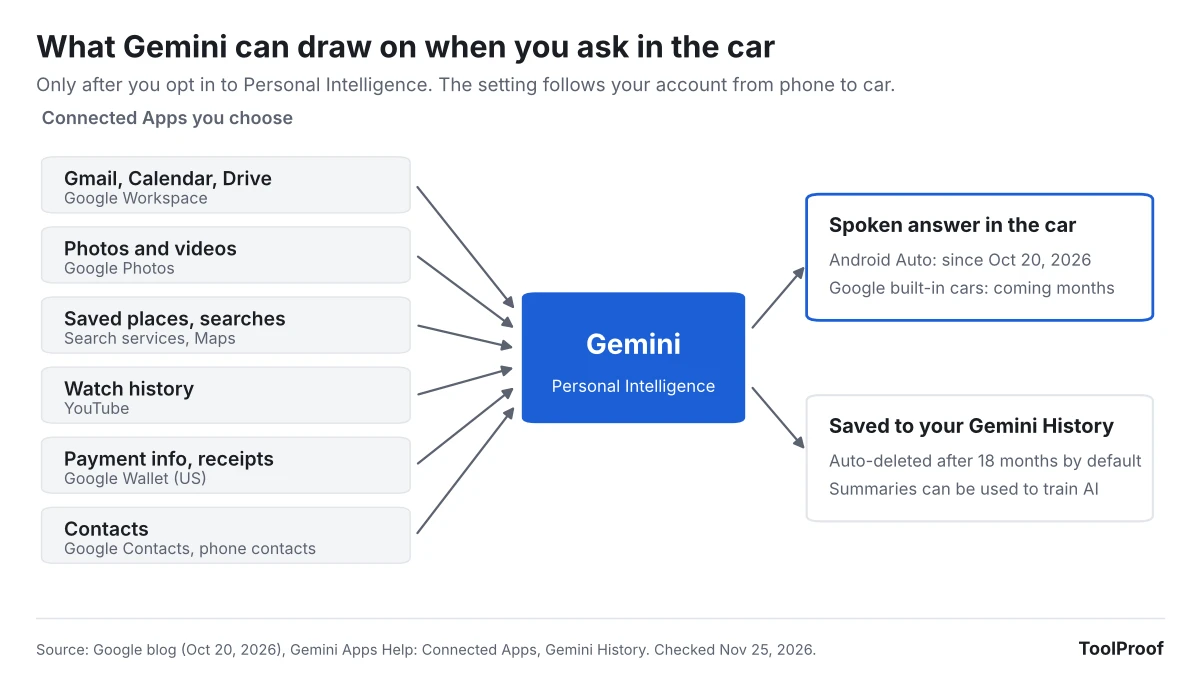 What Gemini can draw on when you ask in the car
Only after you opt in to Personal Intelligence. The setting follows your account from phone to car.
Connected Apps you choose
Gmail, Calendar, Drive
Google Workspace
Photos and videos
Google Photos
Saved places, searches
Search services, Maps
Watch history
YouTube
Payment info, receipts
Google Wallet (US)
Contacts
Google Contacts, phone contacts
Gemini
Personal Intelligence
Spoken answer in the car
Android Auto: since Oct 20, 2026
Google built-in cars: coming months
Saved to your Gemini History
Auto-deleted after 18 months by default
Summaries can be used to train AI
Source: Google blog (Oct 20, 2026), Gemini Apps Help: Connected Apps, Gemini History. Checked Nov 25, 2026.
ToolProof